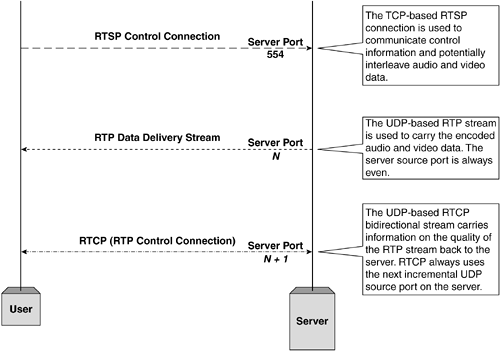 RTSP Control Connection
Server Port
554
The TCP-based RTSP
connection is used to
communicate control
information and potentially
interleave audio and video
data.
RTP Data Delivery Stream
Server Port
N
The UDP-based RTP stream
is used to carry the encoded
audio and video data. The
server source port is always
even.
RTCP (RTP Control Connection)
Server Port
N + 1
The UDP-based RTCP
bidirectional stream carries
information on the quality of
the RTP stream back to the
server. RTCP always uses
the next incremental UDP
source port on the server.
User
Server